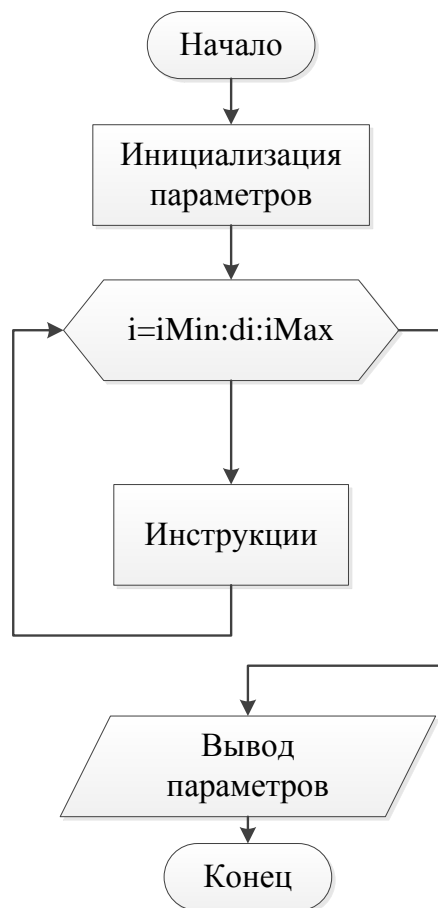 Начало
Инициализация
параметров
i=iMin:di:iMax
Инструкции
Вывод
параметров
Конец